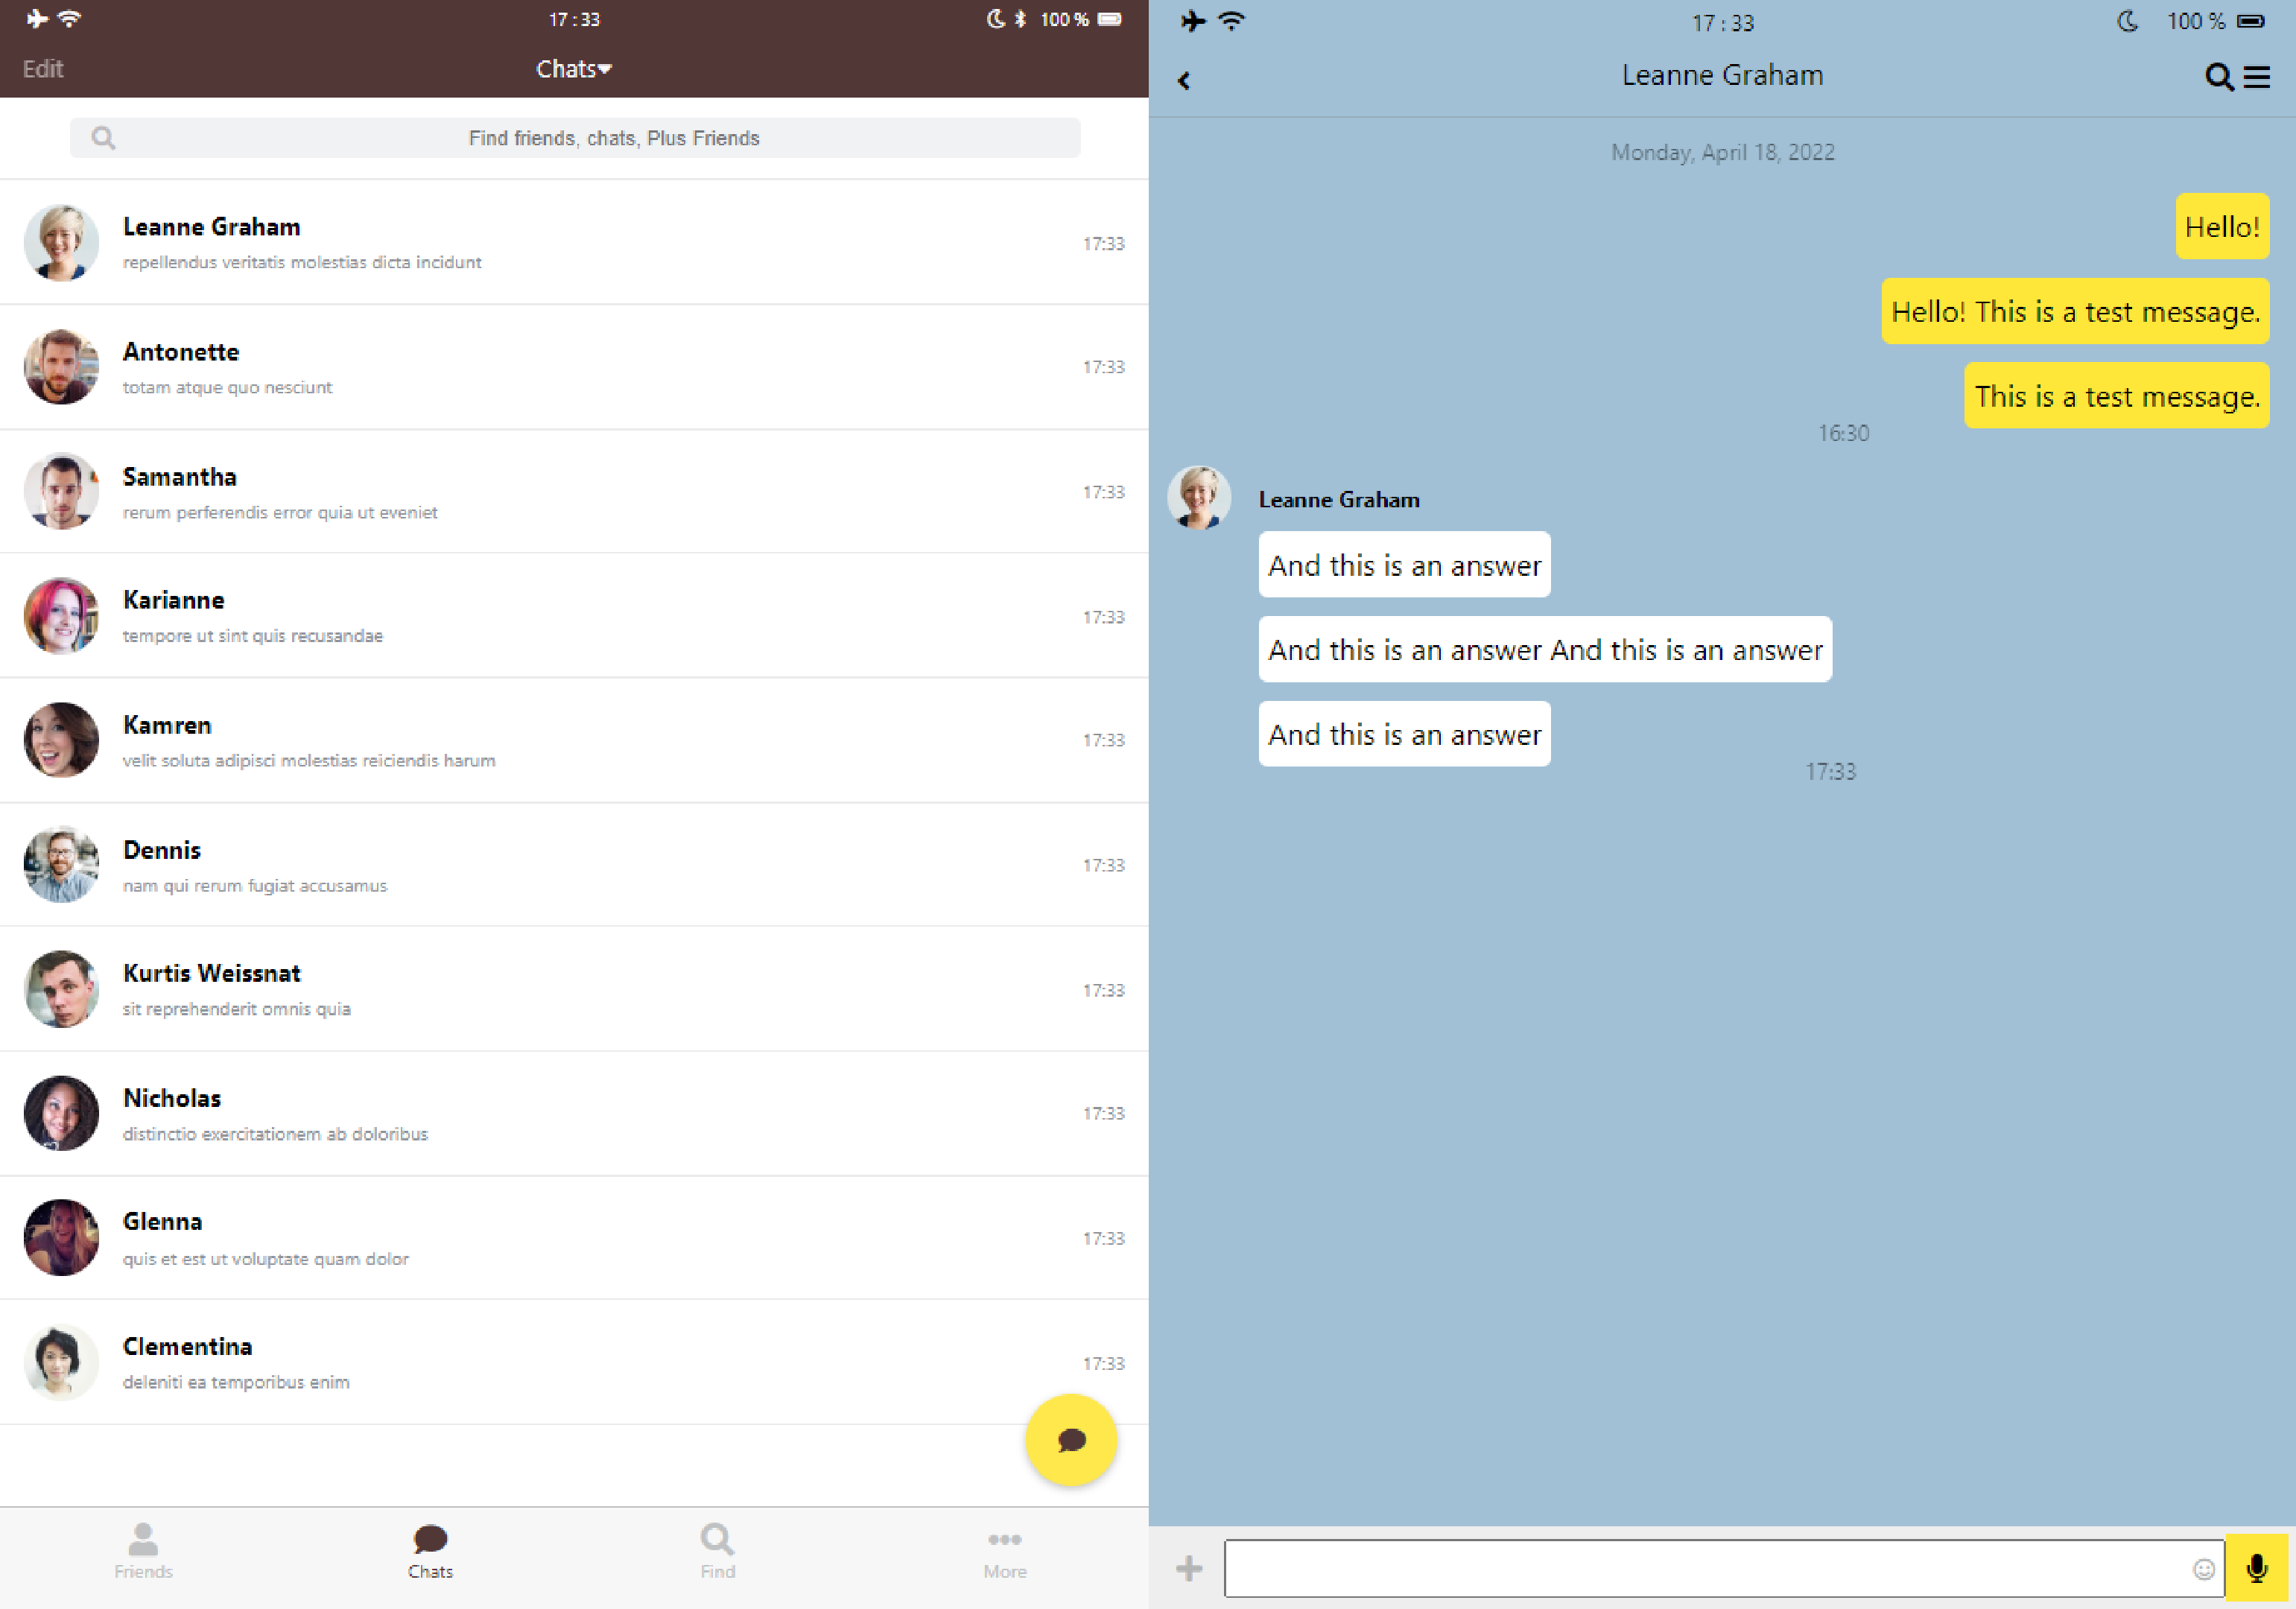 17 : 33
100 %
Edit
Chats
Find friends, chats, Plus Friends
Leanne Graham
repellendus veritatis molestias dicta incidunt
17:33
Antonette
totam atque quo nesciunt
17:33
Samantha
rerum perferendis error quia ut eveniet
17:33
Karianne
tempore ut sint quis recusandae
17:33
Kamren
velit soluta adipisci molestias reiciendis harum
17:33
Dennis
nam qui rerum fugiat accusamus
17:33
Kurtis Weissnat
sit reprehenderit omnis quia
17:33
Nicholas
distinctio exercitationem ab doloribus
17:33
Glenna
quis et est ut voluptate quam dolor
17:33
Clementina
deleniti ea temporibus enim
17:33
Friends
Chats
Find
More
17 : 33
100 %
Leanne Graham
Monday, April 18, 2022
Hello!
Hello! This is a test message.
This is a test message.
16:30
Leanne Graham
And this is an answer
And this is an answer And this is an answer
And this is an answer
17:33